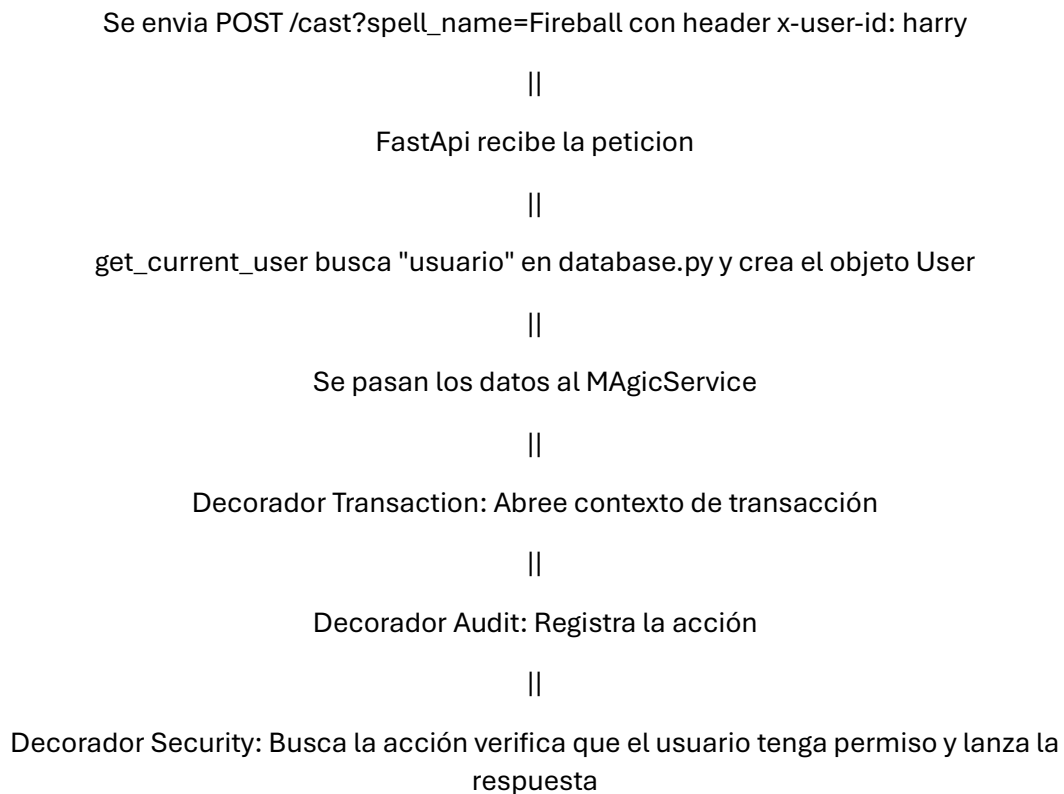 Se envia POST /cast?spell_name=Fireball con header x-user-id: harry
||
FastApi recibe la peticion
||
get_current_user busca "usuario" en database.py y crea el objeto User
||
Se pasan los datos al MAgicService
||
Decorador Transaction: Abree contexto de transacción
||
Decorador Audit: Registra la acción
||
Decorador Security: Busca la acción verifica que el usuario tenga permiso y lanza la
respuesta